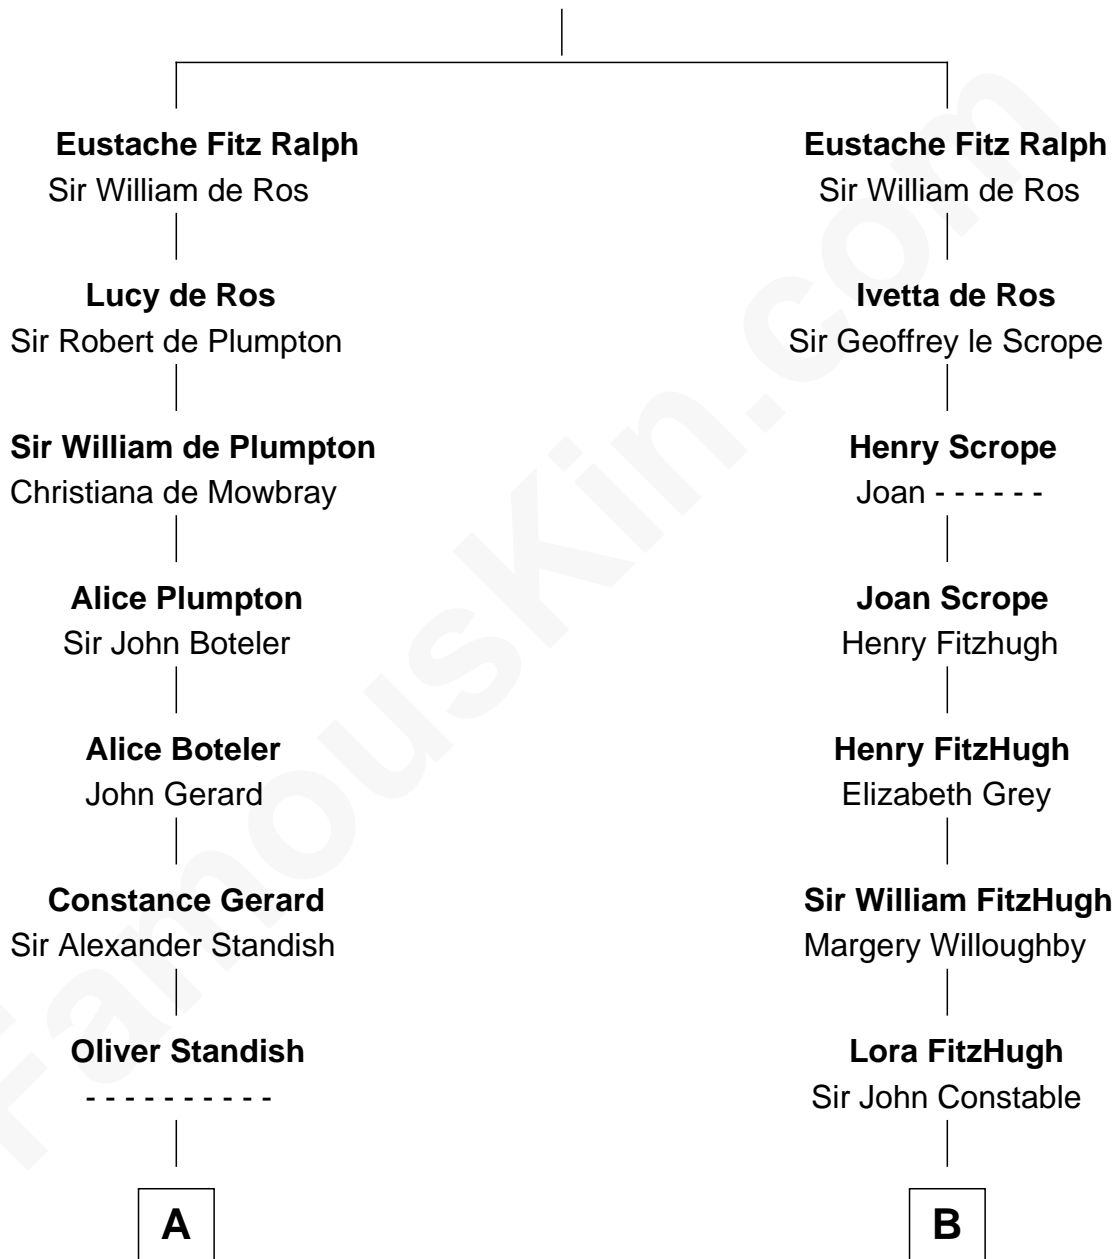 Eustache Fitz Ralph
Sir William de Ros
Lucy de Ros
Sir Robert de Plumpton
Sir William de Plumpton
Christiana de Mowbray
Alice Plumpton
Sir John Boteler
Alice Boteler
John Gerard
Constance Gerard
Sir Alexander Standish
Oliver Standish
- - - - - - - - - -
A
Eustache Fitz Ralph
Sir William de Ros
Ivetta de Ros
Sir Geoffrey le Scrope
Henry Scrope
Joan - - - - - -
Joan Scrope
Henry Fitzhugh
Henry FitzHugh
Elizabeth Grey
Sir William FitzHugh
Margery Willoughby
Lora FitzHugh
Sir John Constable
B
FamousKin.com